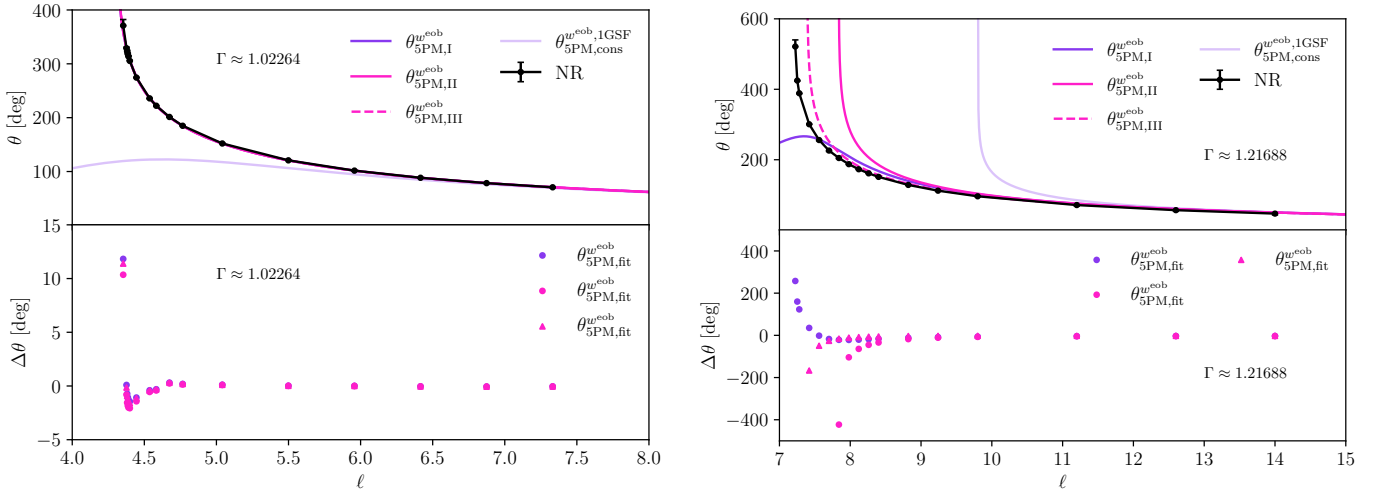 400
300
200
100
θ [deg]
Γ ≈ 1.02264
θ^{w^{eob}}_{5PM,I}
θ^{w^{eob}}_{5PM,II}
θ^{w^{eob}}_{5PM,III}
θ^{w^{eob},1GSF}_{5PM,cons}
NR
15
10
5
0
−5
Δθ [deg]
Γ ≈ 1.02264
θ^{w^{eob}}_{5PM,fit}
θ^{w^{eob}}_{5PM,fit}
θ^{w^{eob}}_{5PM,fit}
4.0 4.5 5.0 5.5 6.0 6.5 7.0 7.5 8.0
ℓ
600
400
200
θ [deg]
θ^{w^{eob}}_{5PM,I}
θ^{w^{eob}}_{5PM,II}
θ^{w^{eob}}_{5PM,III}
θ^{w^{eob},1GSF}_{5PM,cons}
NR
Γ ≈ 1.21688
400
200
0
−200
−400
Δθ [deg]
θ^{w^{eob}}_{5PM,fit} θ^{w^{eob}}_{5PM,fit}
θ^{w^{eob}}_{5PM,fit}
Γ ≈ 1.21688
7 8 9 10 11 12 13 14 15
ℓ